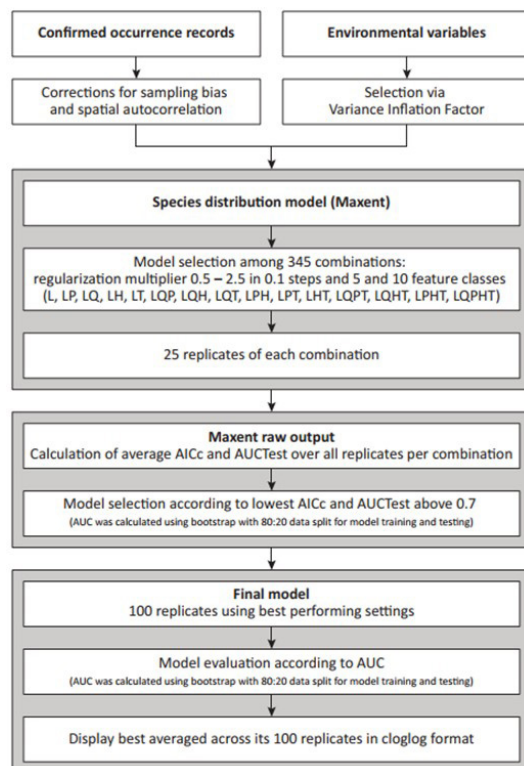 Confirmed occurrence records
Environmental variables
Corrections for sampling bias
and spatial autocorrelation
Selection via
Variance Inflation Factor
Species distribution model (Maxent)
Model selection among 345 combinations:
regularization multiplier 0.5 – 2.5 in 0.1 steps and 5 and 10 feature classes
(L, LP, LQ, LH, LT, LQP, LQH, LQT, LPH, LPT, LHT, LQPT, LQHT, LPHT, LQPHT)
25 replicates of each combination
Maxent raw output
Calculation of average AICc and AUCTest over all replicates per combination
Model selection according to lowest AICc and AUCTest above 0.7
(AUC was calculated using bootstrap with 80:20 data split for model training and testing)
Final model
100 replicates using best performing settings
Model evaluation according to AUC
(AUC was calculated using bootstrap with 80:20 data split for model training and testing)
Display best averaged across its 100 replicates in cloglog format